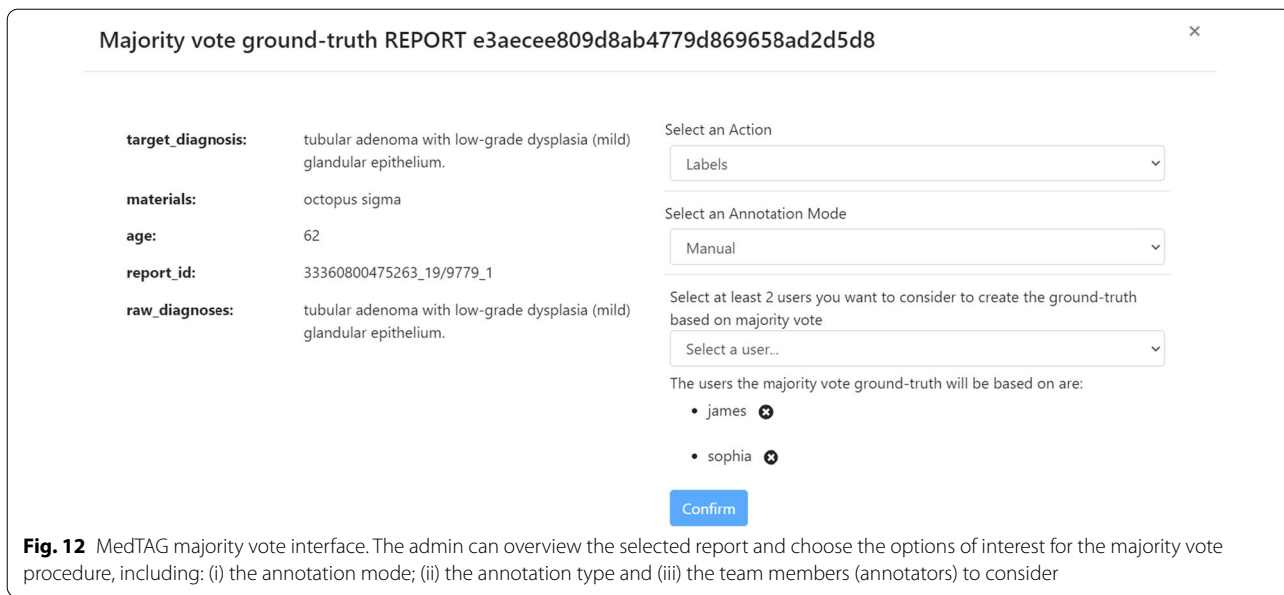 Majority vote ground-truth REPORT e3aecee809d8ab4779d869658ad2d5d8
×
target_diagnosis: tubular adenoma with low-grade dysplasia (mild)
glandular epithelium.
materials: octopus sigma
age: 62
report_id: 33360800475263_19/9779_1
raw_diagnoses: tubular adenoma with low-grade dysplasia (mild)
glandular epithelium.
Select an Action
Labels
Select an Annotation Mode
Manual
Select at least 2 users you want to consider to create the ground-truth
based on majority vote
Select a user...
The users the majority vote ground-truth will be based on are:
• james
• sophia
Confirm
Fig. 12 MedTAG majority vote interface. The admin can overview the selected report and choose the options of interest for the majority vote
procedure, including: (i) the annotation mode; (ii) the annotation type and (iii) the team members (annotators) to consider